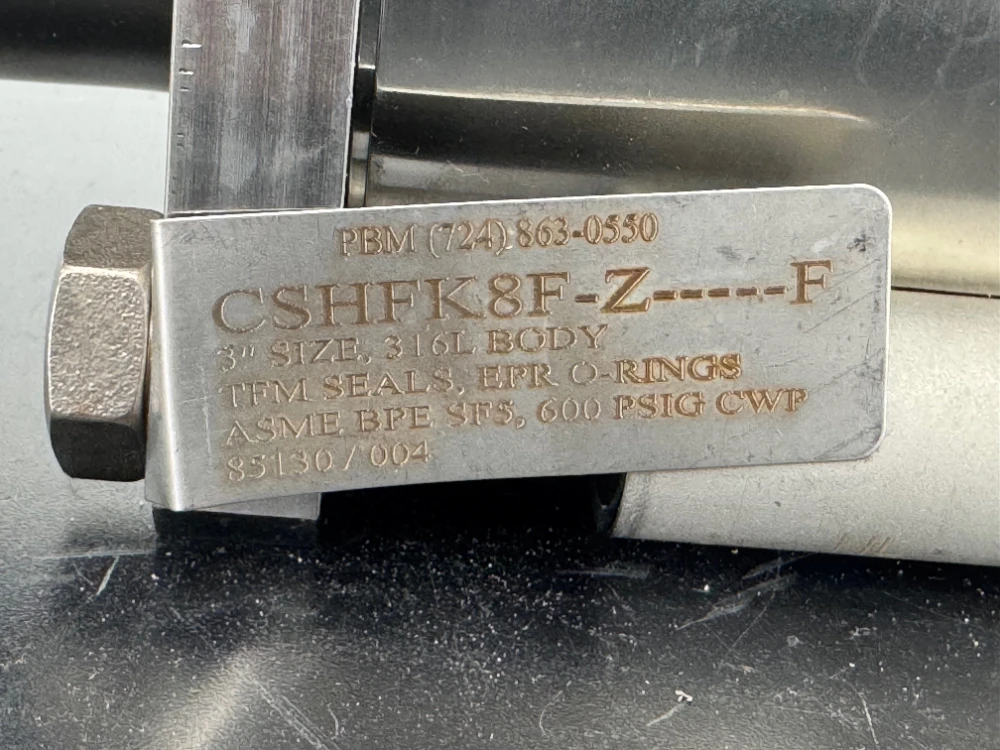 PBM (724) 863-0550
CSHFK8F-Z-----F
3" SIZE, 316L BODY
TFM SEALS, EPR O-RINGS
ASME BPE SF5, 600 PSIG CWP
85130 / 004